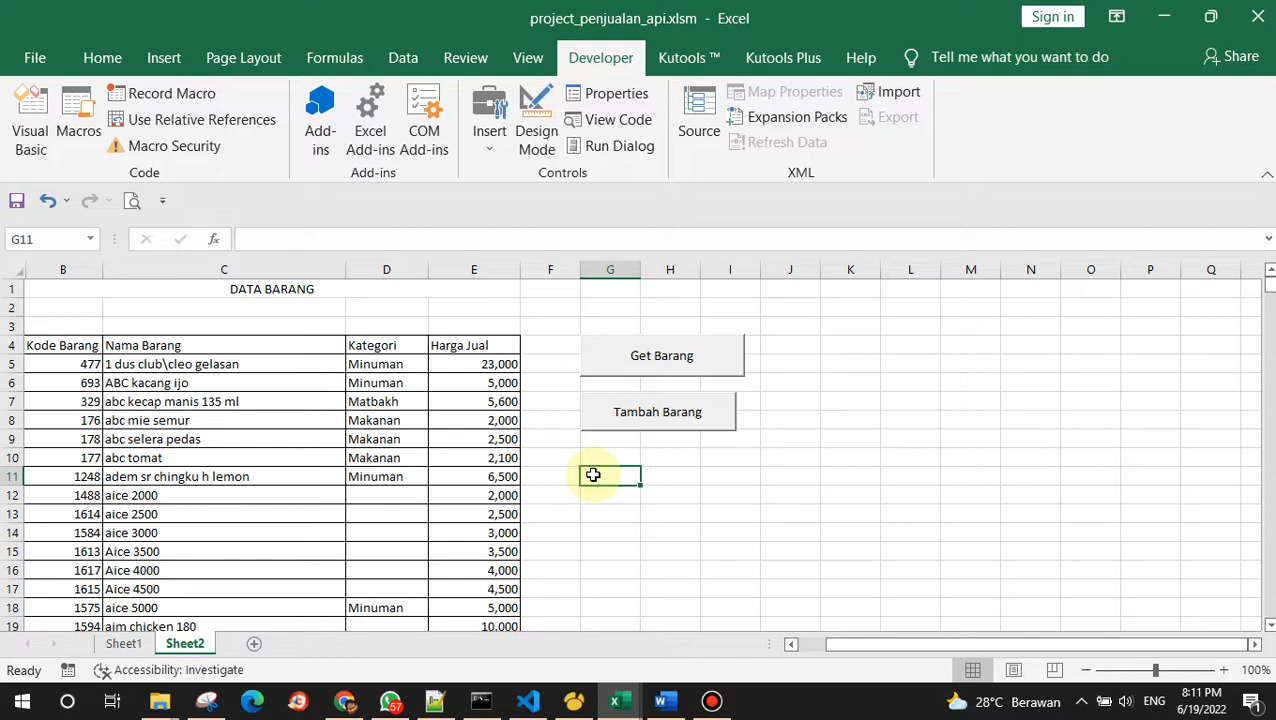 project_penjualan_api.xlsm - Excel
Sign in
File Home Insert Page Layout Formulas Data Review View Developer Kutools ™ Kutools Plus Help Tell me what you want to do Share
Visual Basic
Macros
Record Macro
Use Relative References
Macro Security
Code
Add-ins
Excel Add-ins
COM Add-ins
Add-ins
Insert
Design Mode
Properties
View Code
Run Dialog
Controls
Source
Map Properties
Expansion Packs
Refresh Data
Import
Export
XML
G11
fx
B C D E F G H I J K L M N O P Q
1 DATA BARANG
2
3
4 Kode Barang Nama Barang Kategori Harga Jual
5 477 1 dus club\cleo gelasan Minuman 23,000
6 693 ABC kacang ijo Minuman 5,000
7 329 abc kecap manis 135 ml Matbakh 5,600
8 176 abc mie semur Makanan 2,000
9 178 abc selera pedas Makanan 2,500
10 177 abc tomat Makanan 2,100
11 1248 adem sr chingku h lemon Minuman 6,500
12 1488 aice 2000 2,000
13 1614 aice 2500 2,500
14 1584 aice 3000 3,000
15 1613 Aice 3500 3,500
16 1617 Aice 4000 4,000
17 1615 Aice 4500 4,500
18 1575 aice 5000 Minuman 5,000
19 1594 aim chicken 180 10,000
Get Barang
Tambah Barang
Sheet1 Sheet2
Ready Accessibility: Investigate 100%
57
28°C Berawan
ENG
8:11 PM
6/19/2022
1